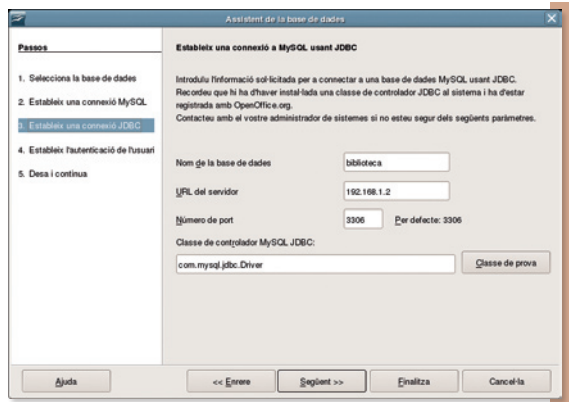 Assistent de la base de dades
Passos
1. Selecciona la base de dades
2. Estableix una connexió MySQL
3. Estableix una connexió JDBC
4. Estableix l'autenticació de l'usuari
5. Desa i continua
Estableix una connexió a MySQL usant JDBC
Introduïu l'informació sol·licitada per a connectar a una base de dades MySQL usant JDBC.
Recordeu que hi ha d'haver instal·lada una classe de controlador JDBC al sistema i ha d'estar
registrada amb OpenOffice.org.
Contacteu amb el vostre administrador de sistemes si no esteu segur dels següents paràmetres.
Nom de la base de dades biblioteca
URL del servidor 192.168.1.2
Número de port 3306 Per defecte: 3306
Classe de controlador MySQL JDBC:
com.mysql.jdbc.Driver Classe de prova
Ajuda << Enrere Següent >> Finalitza Cancel·la